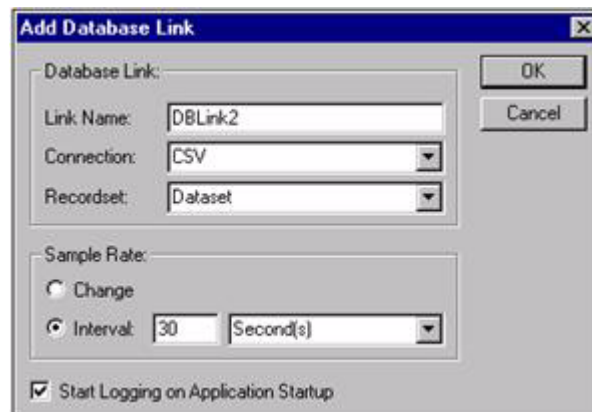 Add Database Link
Database Link:
OK
Link Name: DBLink2
Cancel
Connection: CSV
Recordset: Dataset
Sample Rate:
Change
Interval: 30 Second(s)
Start Logging on Application Startup